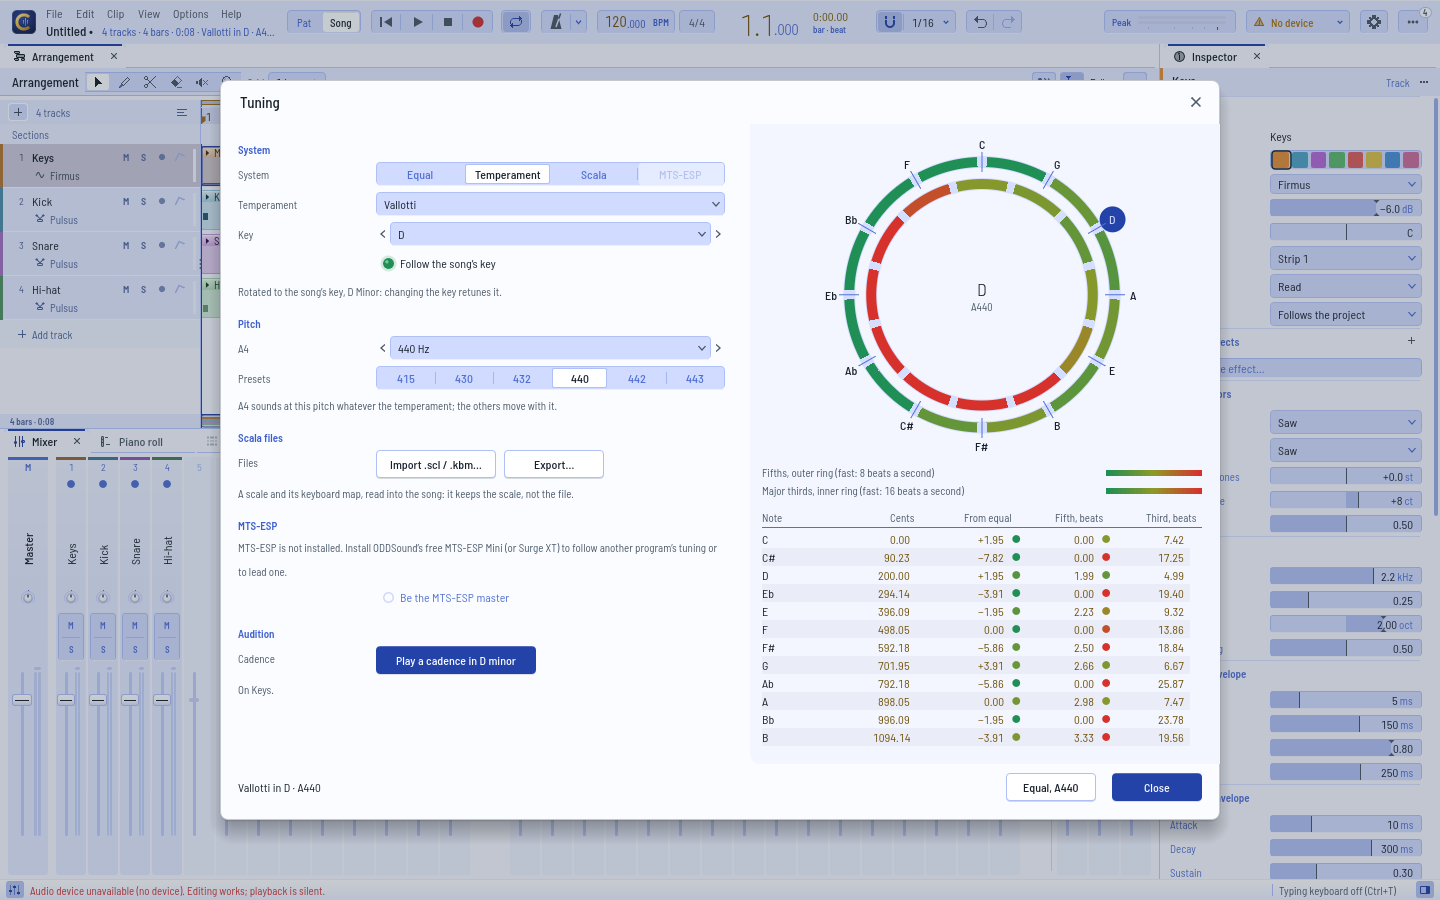 File Edit Clip View Options Help
Untitled •
4 tracks · 4 bars · 0:08 · Vallotti in D · A4...
Pat Song
120.000 BPM
4/4
1.1.000
0:00.00
bar · beat
1/16
Peak
No device
4
Arrangement
Inspector
Arrangement
Track
4 tracks
1
Sections
1 Keys M S
Firmus
2 Kick M S
Pulsus
3 Snare M S
Pulsus
4 Hi-hat M S
Pulsus
+ Add track
4 bars · 0:08
Mixer
Piano roll
M 1 2 3 4 5
Master
Keys
Kick
Snare
Hi-hat
M M M M
S S S S
Tuning
System
System
Equal Temperament Scala MTS-ESP
Temperament
Vallotti
Key
D
Follow the song's key
Rotated to the song's key, D Minor: changing the key retunes it.
Pitch
A4
440 Hz
Presets
415 430 432 440 442 443
A4 sounds at this pitch whatever the temperament; the others move with it.
Scala files
Files
Import .scl / .kbm...
Export...
A scale and its keyboard map, read into the song: it keeps the scale, not the file.
MTS-ESP
MTS-ESP is not installed. Install ODDSound's free MTS-ESP Mini (or Surge XT) to follow another program's tuning or
to lead one.
Be the MTS-ESP master
Audition
Cadence
Play a cadence in D minor
On Keys.
Vallotti in D · A440
C
F
G
Bb
D
Eb
A
Ab
E
C#
B
F#
D
A440
Fifths, outer ring (fast: 8 beats a second)
Major thirds, inner ring (fast: 16 beats a second)
Note Cents From equal Fifth, beats Third, beats
C 0.00 +1.95 0.00 7.42
C# 90.23 −7.82 0.00 17.25
D 200.00 +1.95 1.99 4.99
Eb 294.14 −3.91 0.00 19.40
E 396.09 −1.95 2.23 9.32
F 498.05 0.00 0.00 13.86
F# 592.18 −5.86 2.50 18.84
G 701.95 +3.91 2.66 6.67
Ab 792.18 −5.86 0.00 25.87
A 898.05 0.00 2.98 7.47
Bb 996.09 −1.95 0.00 23.78
B 1094.14 −3.91 3.33 19.56
Equal, A440
Close
Keys
Firmus
−6.0 dB
C
Strip 1
Read
Follows the project
Saw
Saw
+0.0 st
+8 ct
0.50
2.2 kHz
0.25
2.00 oct
0.50
5 ms
150 ms
0.80
250 ms
Attack 10 ms
Decay 300 ms
Sustain 0.30
Audio device unavailable (no device). Editing works; playback is silent.
Typing keyboard off (Ctrl+T)